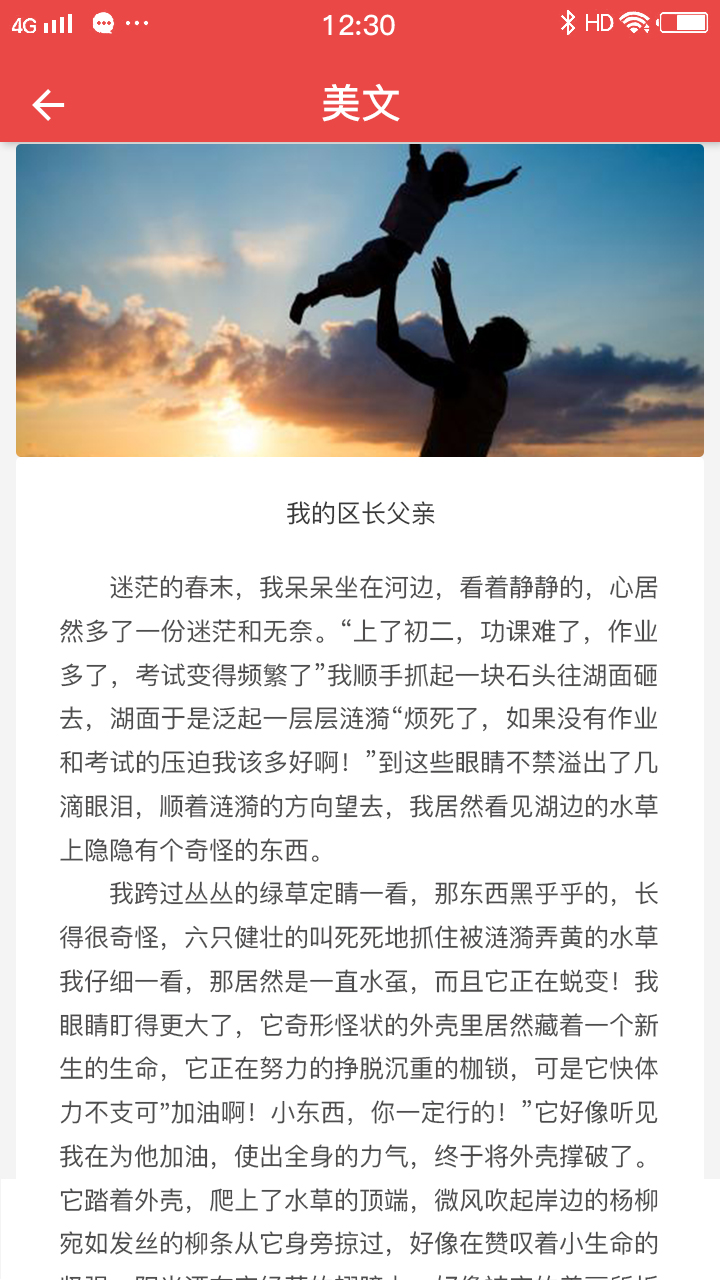 4G
12:30
HD
美文
我的区长父亲
迷茫的春末，我呆呆坐在河边，看着静静的，心居
然多了一份迷茫和无奈。“上了初二，功课难了，作业
多了，考试变得频繁了”我顺手抓起一块石头往湖面砸
去，湖面于是泛起一层层涟漪“烦死了，如果没有作业
和考试的压迫我该多好啊！”到这些眼睛不禁溢出了几
滴眼泪，顺着涟漪的方向望去，我居然看见湖边的水草
上隐隐有个奇怪的东西。
我跨过丛丛的绿草定睛一看，那东西黑乎乎的，长
得很奇怪，六只健壮的叫死死地抓住被涟漪弄黄的水草
我仔细一看，那居然是一直水虿，而且它正在蜕变！我
眼睛盯得更大了，它奇形怪状的外壳里居然藏着一个新
生的生命，它正在努力的挣脱沉重的枷锁，可是它快体
力不支可”加油啊！小东西，你一定行的！”它好像听见
我在为他加油，使出全身的力气，终于将外壳撑破了。
它踏着外壳，爬上了水草的顶端，微风吹起岸边的杨柳
宛如发丝的柳条从它身旁掠过，好像在赞叹着小生命的